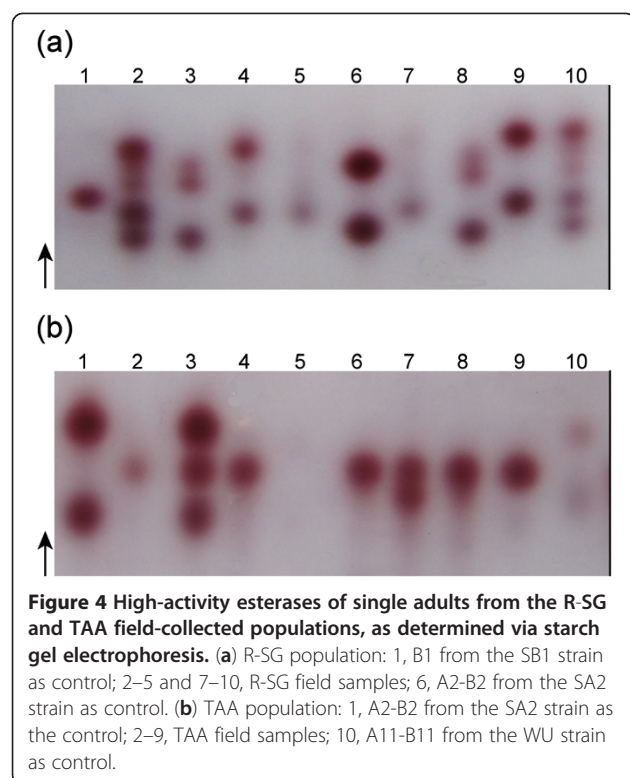 (a)
1 2 3 4 5 6 7 8 9 10
(b)
1 2 3 4 5 6 7 8 9 10
Figure 4 High-activity esterases of single adults from the R-SG
and TAA field-collected populations, as determined via starch
gel electrophoresis. (a) R-SG population: 1, B1 from the SB1 strain
as control; 2–5 and 7–10, R-SG field samples; 6, A2-B2 from the SA2
strain as control. (b) TAA population: 1, A2-B2 from the SA2 strain as
the control; 2–9, TAA field samples; 10, A11-B11 from the WU strain
as control.